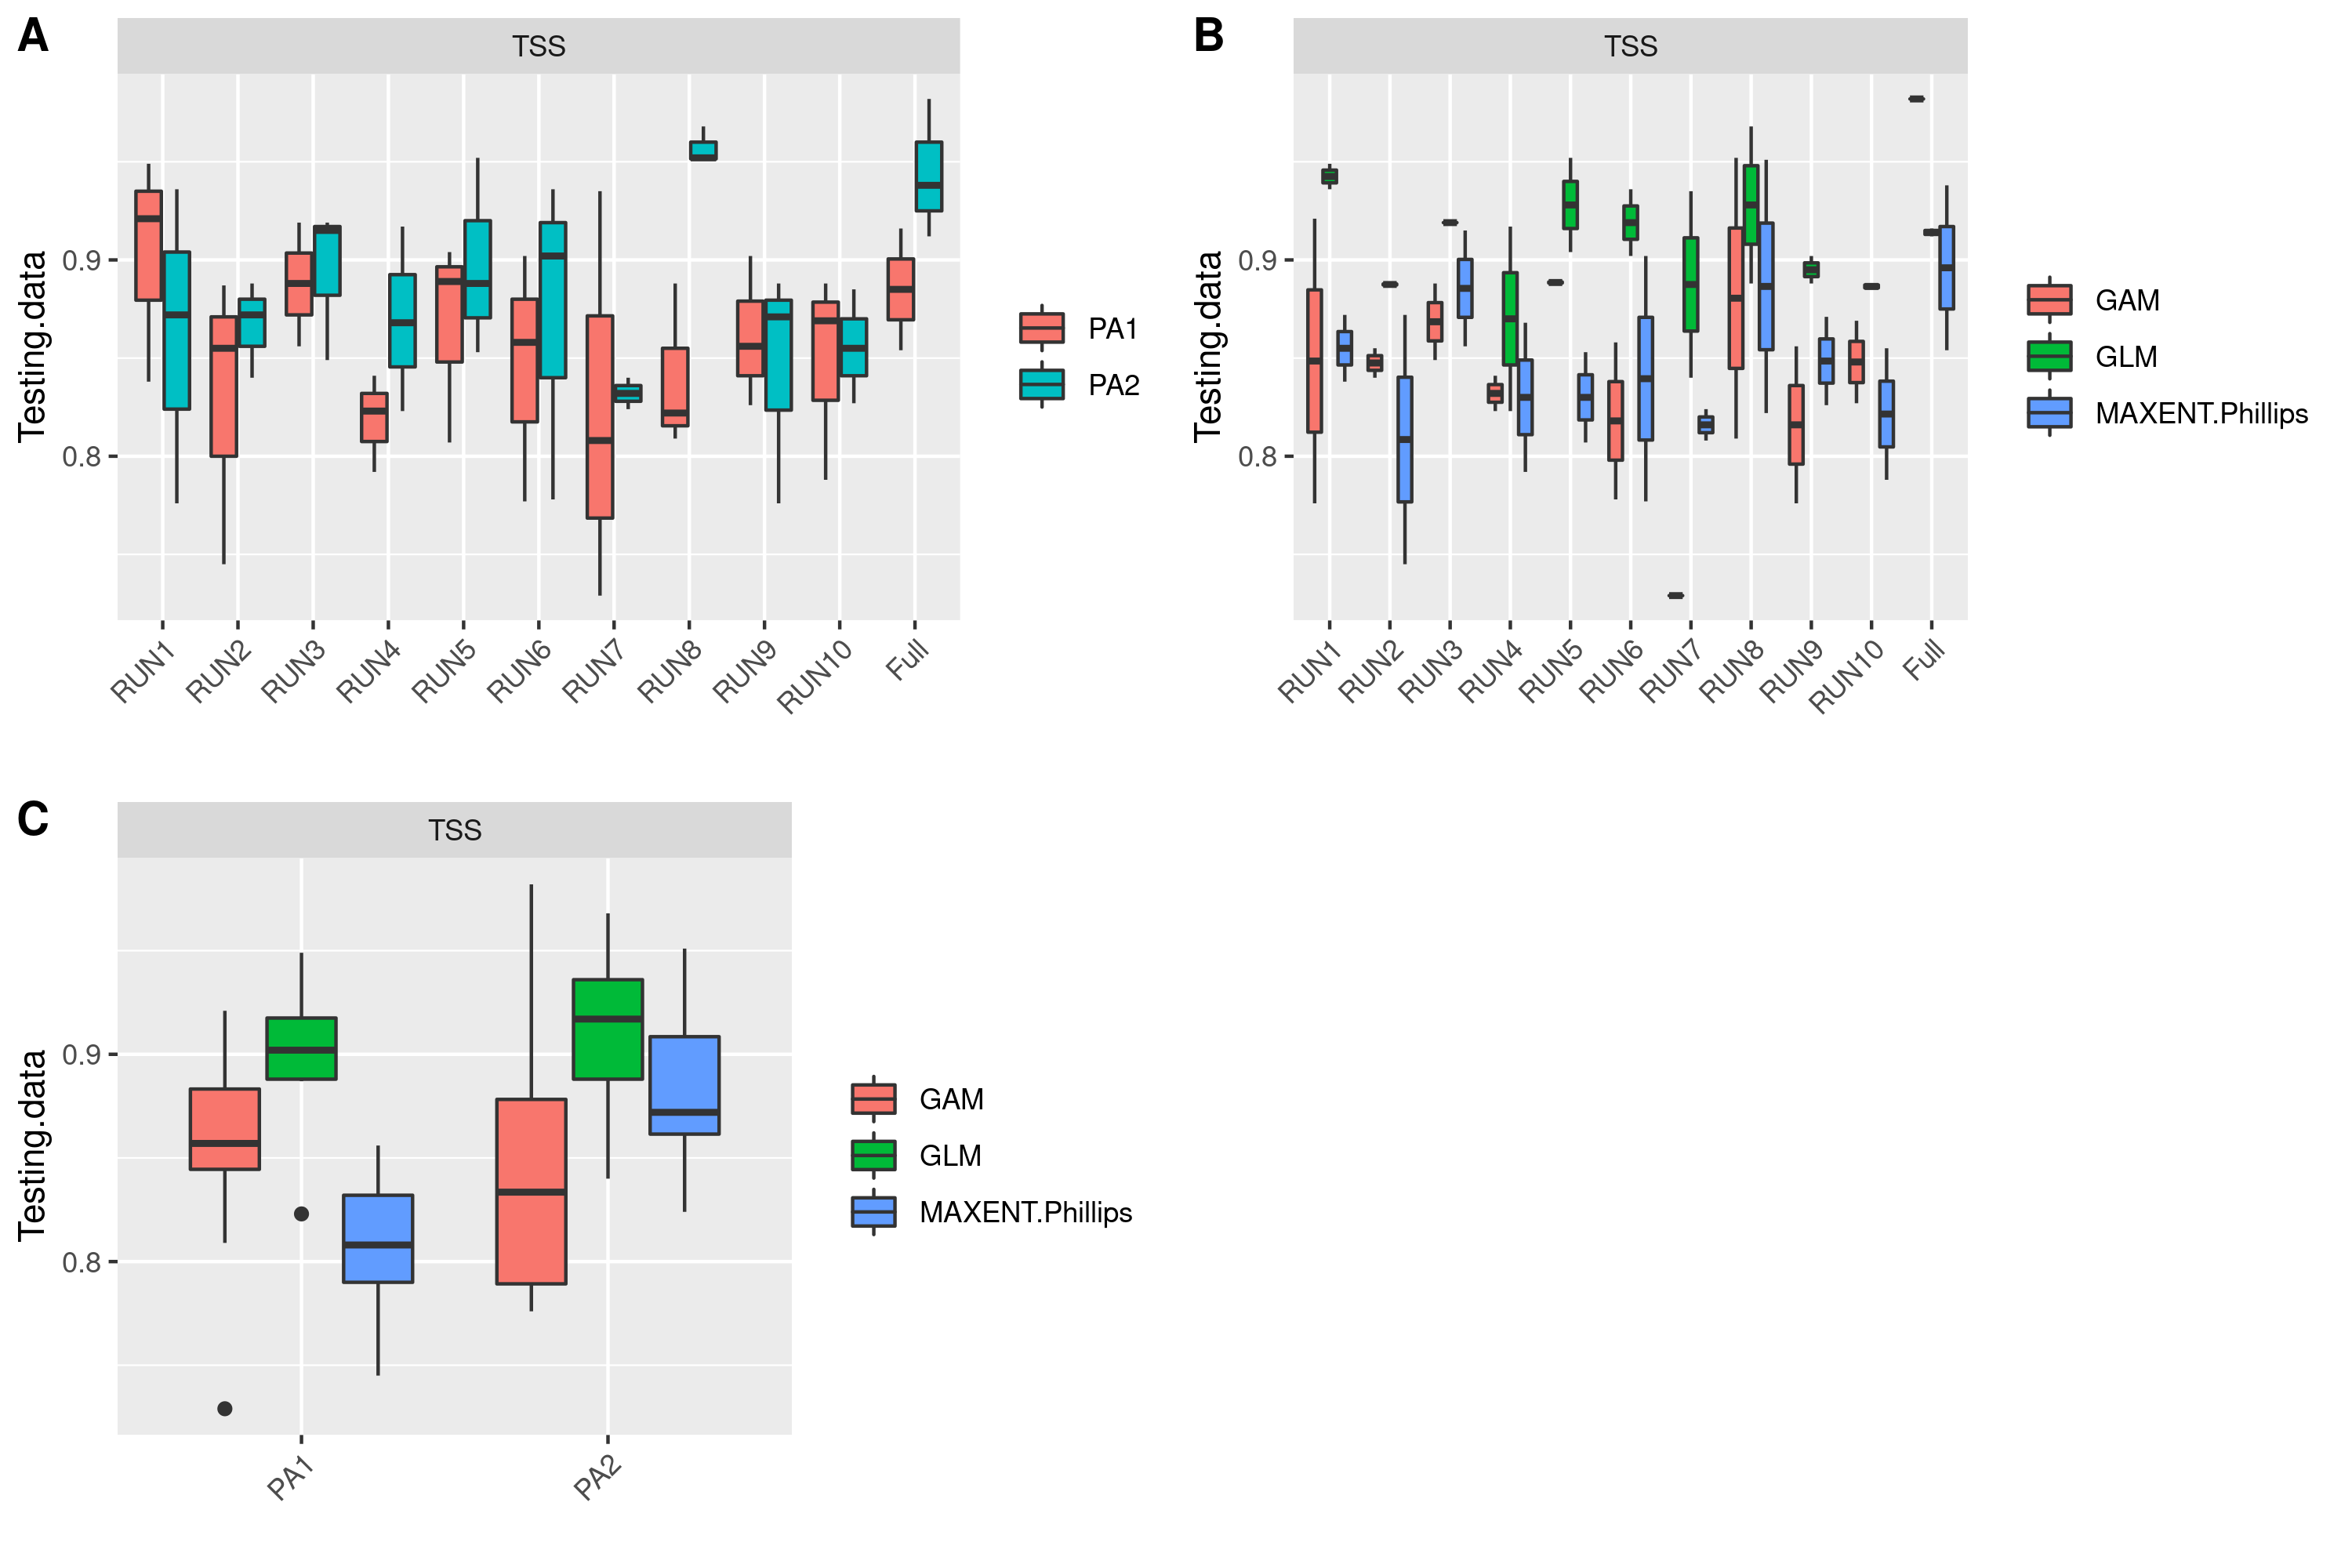 A
TSS
Testing.data
0.9
0.8
RUN1
RUN2
RUN3
RUN4
RUN5
RUN6
RUN7
RUN8
RUN9
RUN10
Full
PA1
PA2
B
TSS
Testing.data
0.9
0.8
RUN1
RUN2
RUN3
RUN4
RUN5
RUN6
RUN7
RUN8
RUN9
RUN10
Full
GAM
GLM
MAXENT.Phillips
C
TSS
Testing.data
0.9
0.8
PA1
PA2
GAM
GLM
MAXENT.Phillips